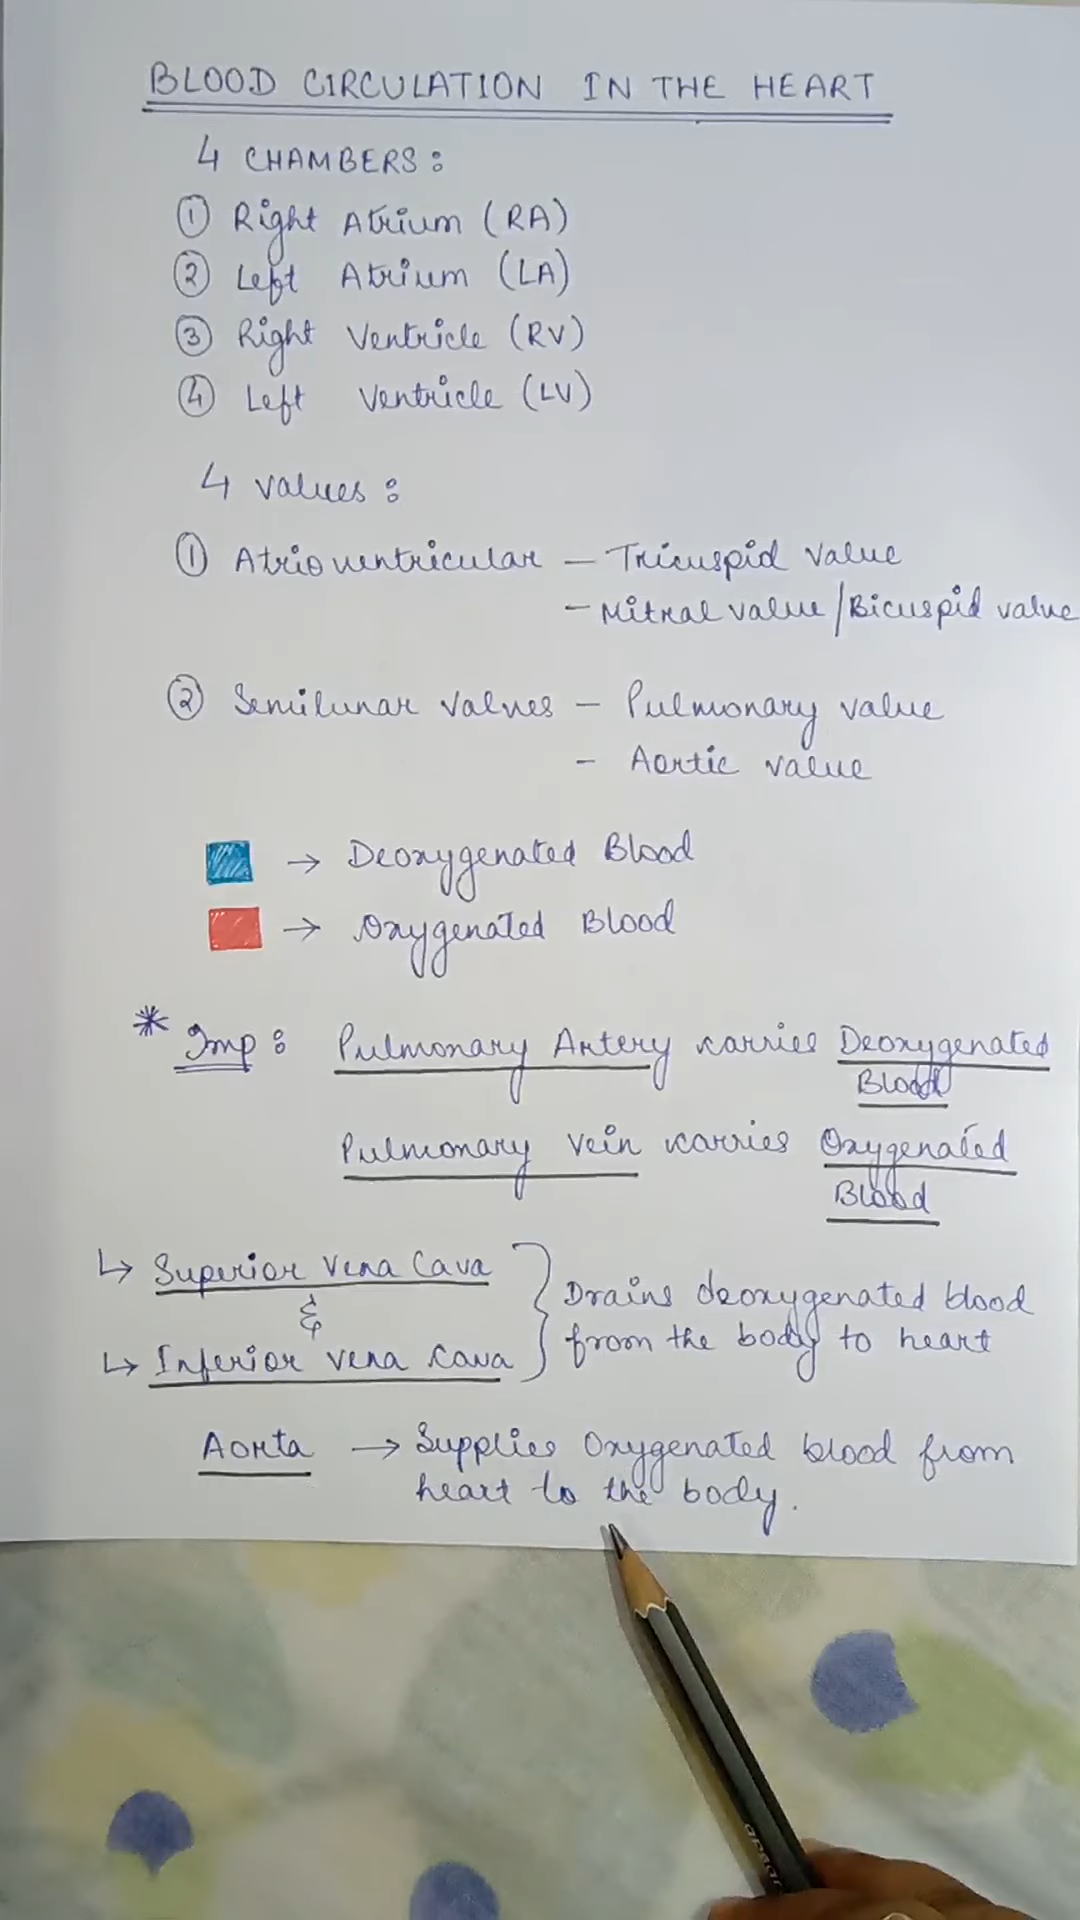 BLOOD CIRCULATION IN THE HEART
4 CHAMBERS:
① Right Atrium (RA)
② Left Atrium (LA)
③ Right Ventricle (RV)
④ Left Ventricle (LV)
4 valves:
① Atrioventricular – Tricuspid valve
– Mitral valve / Bicuspid valve
② Semilunar valves – Pulmonary valve
– Aortic valve
→ Deoxygenated Blood
→ Oxygenated Blood
* Imp: Pulmonary Artery carries Deoxygenated
Blood
Pulmonary vein carries Oxygenated
Blood
↳ Superior Vena Cava
&
↳ Inferior vena cava
} Drains deoxygenated blood
from the body to heart
Aorta → Supplies Oxygenated blood from
heart to the body.
apsara